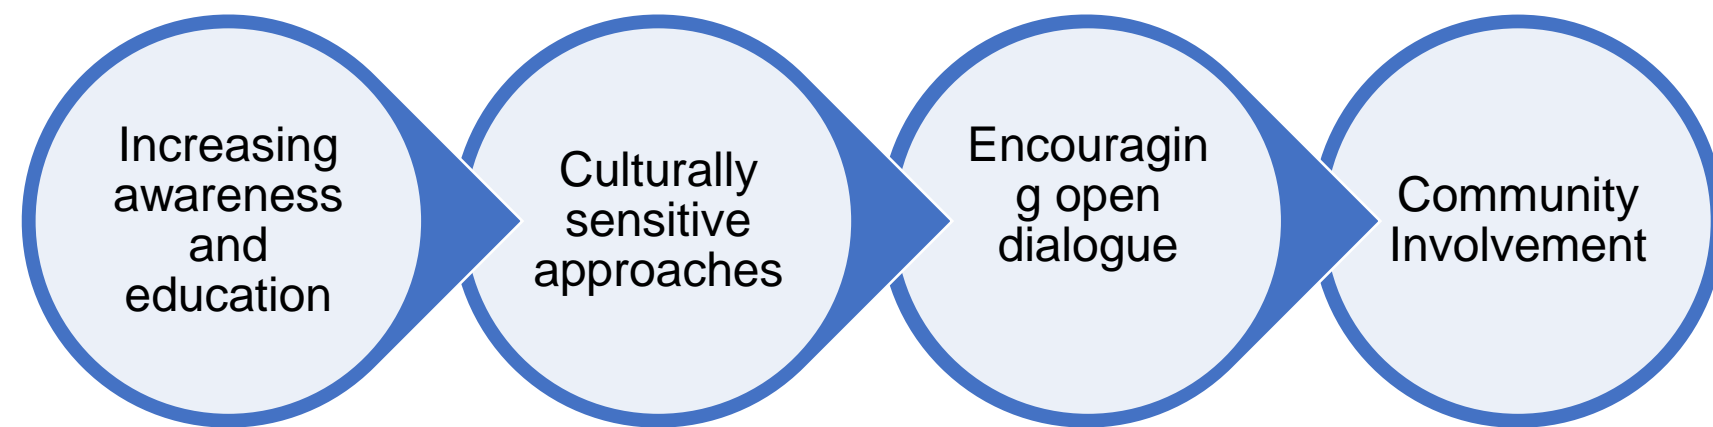 Increasing
awareness
and
education
Culturally
sensitive
approaches
Encouragin
g open
dialogue
Community
Involvement